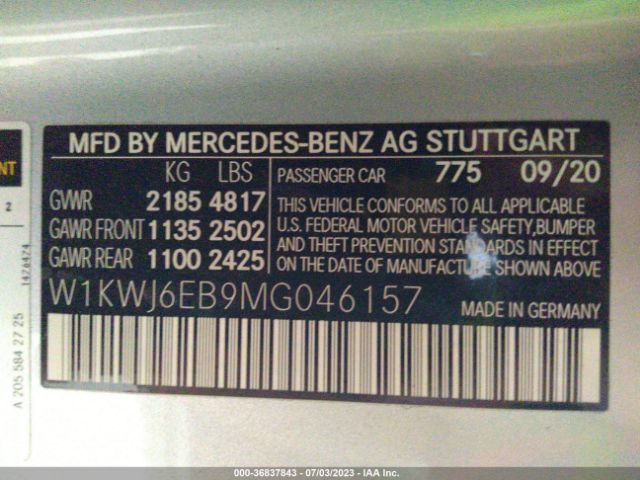 MFD BY MERCEDES-BENZ AG STUTTGART
KG LBS
GVWR 2185 4817
GAWR FRONT 1135 2502
GAWR REAR 1100 2425
PASSENGER CAR 775 09/20
THIS VEHICLE CONFORMS TO ALL APPLICABLE
U.S. FEDERAL MOTOR VEHICLE SAFETY,BUMPER
AND THEFT PREVENTION STANDARDS IN EFFECT
ON THE DATE OF MANUFACTURE SHOWN ABOVE.
W1KWJ6EB9MG046157 MADE IN GERMANY
NT
2
1476474
A 205 584 27 25
000-36837843 / 07/03/2023 - IAA Inc.